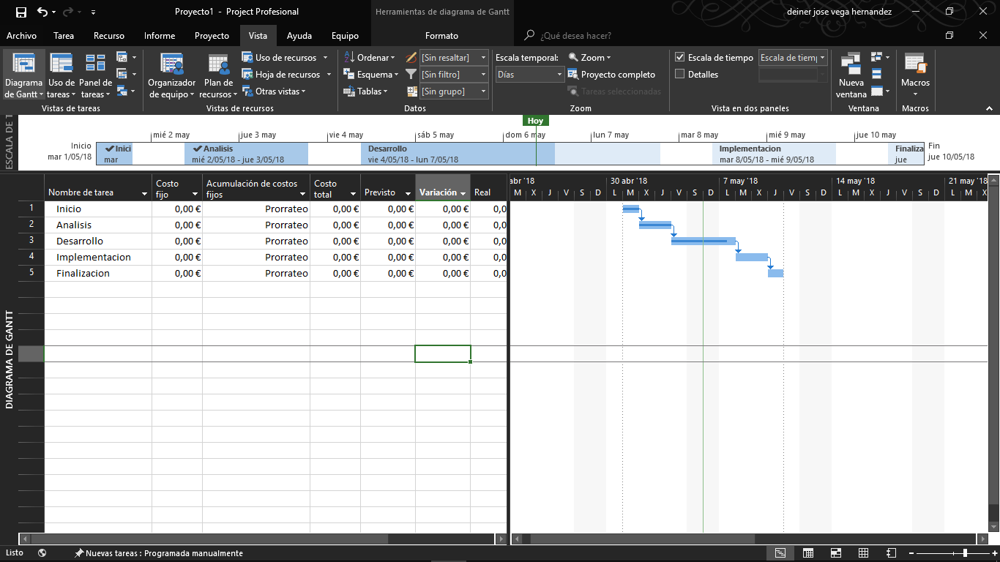 Proyecto1 - Project Profesional
Herramientas de diagrama de Gantt
deiner jose vega hernandez
Archivo Tarea Recurso Informe Proyecto Vista Ayuda Equipo Formato ¿Qué desea hacer?
Diagrama de Gantt
Uso de tareas
Panel de tareas
Vistas de tareas
Organizador de equipo
Plan de recursos
Uso de recursos
Hoja de recursos
Otras vistas
Vistas de recursos
Ordenar
Esquema
Tablas
[Sin resaltar]
[Sin filtro]
[Sin grupo]
Datos
Escala temporal:
Días
Zoom
Proyecto completo
Tareas seleccionadas
Zoom
Escala de tiempo
Escala de tiem
Detalles
Vista en dos paneles
Nueva ventana
Ventana
Macros
Macros
ESCALA DE T
Hoy
mié 2 may jue 3 may vie 4 may sáb 5 may dom 6 may lun 7 may mar 8 may mié 9 may jue 10 may
Inicio
mar 1/05/18
Inici
mar
Analisis
mié 2/05/18 - jue 3/05/18
Desarrollo
vie 4/05/18 - lun 7/05/18
Implementacion
mar 8/05/18 - mié 9/05/18
Finaliza
jue
Fin
jue 10/05/18
DIAGRAMA DE GANTT
Nombre de tarea Costo fijo Acumulación de costos fijos Costo total Previsto Variación Real
1 Inicio 0,00 € Prorrateo 0,00 € 0,00 € 0,00 € 0,0
2 Analisis 0,00 € Prorrateo 0,00 € 0,00 € 0,00 € 0,0
3 Desarrollo 0,00 € Prorrateo 0,00 € 0,00 € 0,00 € 0,0
4 Implementacion 0,00 € Prorrateo 0,00 € 0,00 € 0,00 € 0,0
5 Finalizacion 0,00 € Prorrateo 0,00 € 0,00 € 0,00 € 0,0
abr '18 30 abr '18 7 may '18 14 may '18 21 may '18
M X J V S D L M X J V S D L M X J V S D L M X J V S D L M X
Listo
Nuevas tareas : Programada manualmente